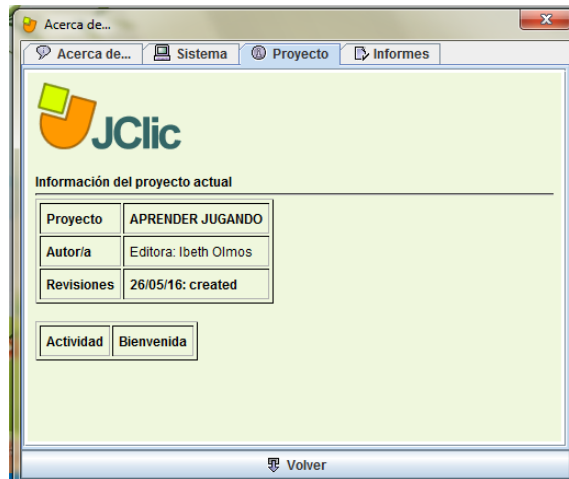 Acerca de...
Acerca de... Sistema Proyecto Informes
JClic
Información del proyecto actual
Proyecto APRENDER JUGANDO
Autor/a Editora: Ibeth Olmos
Revisiones 26/05/16: created
Actividad Bienvenida
Volver